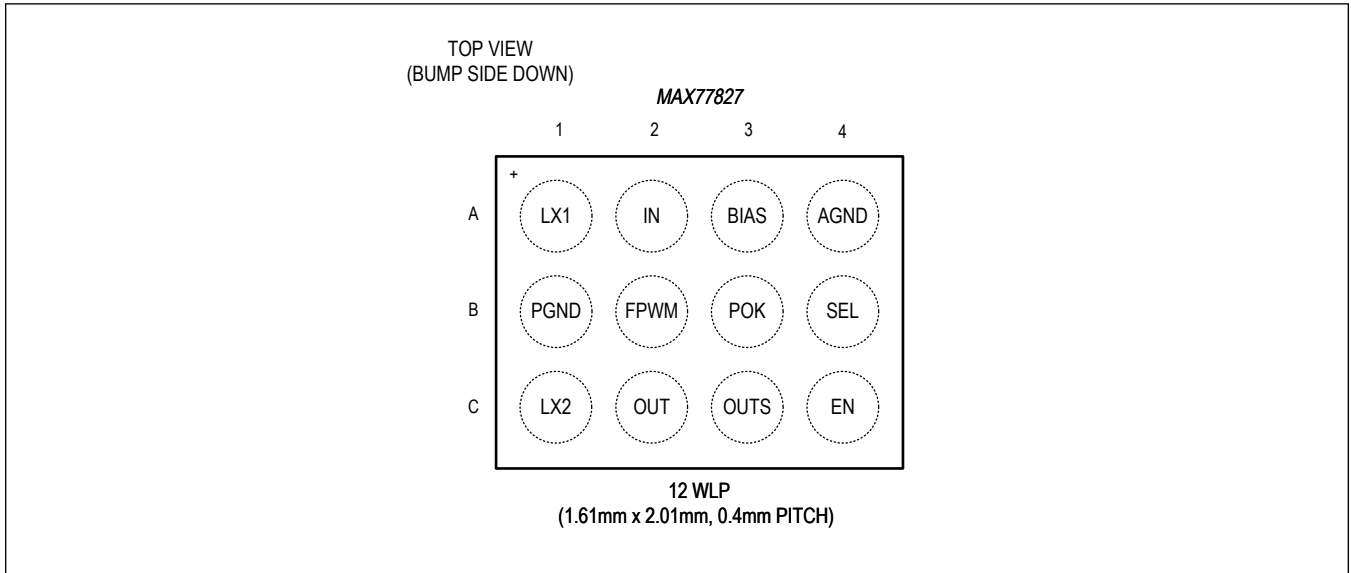 TOP VIEW
(BUMP SIDE DOWN)
MAX77827
1 2 3 4
+
A LX1 IN BIAS AGND
B PGND FPWM POK SEL
C LX2 OUT OUTS EN
12 WLP
(1.61mm x 2.01mm, 0.4mm PITCH)